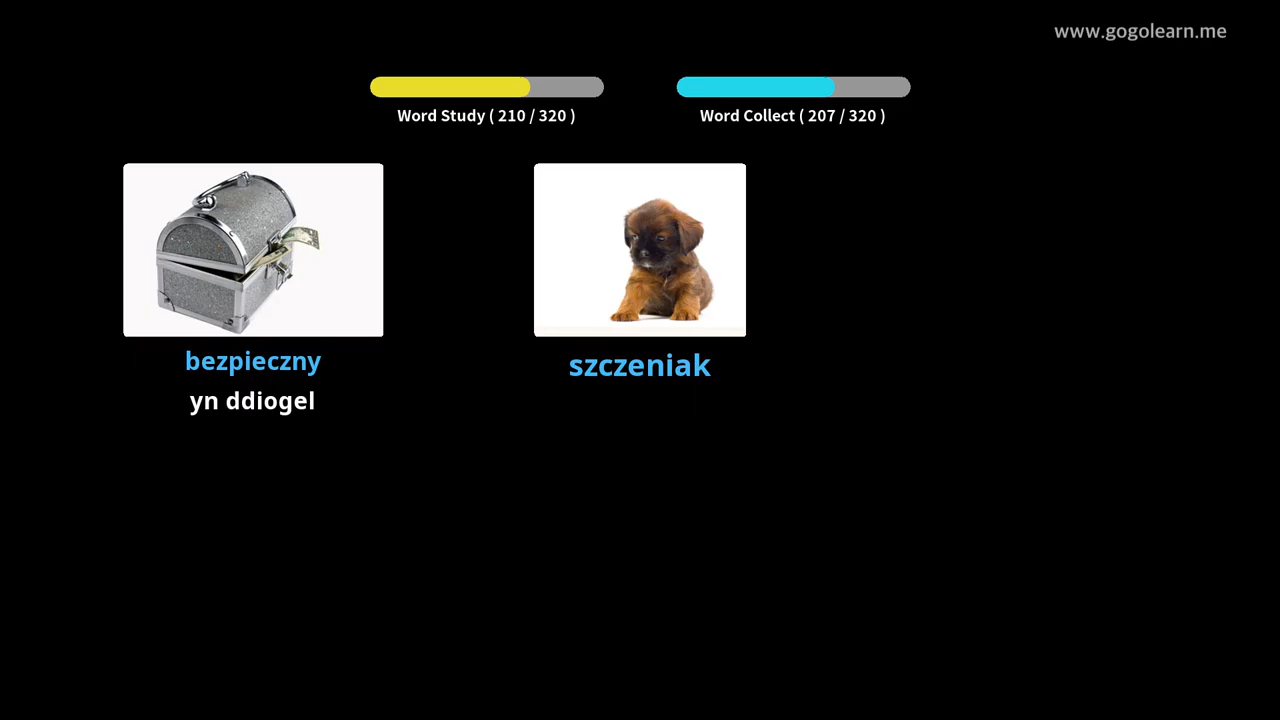 www.gogolearn.me
Word Study ( 210 / 320 )
Word Collect ( 207 / 320 )
bezpieczny
yn ddiogel
szczeniak